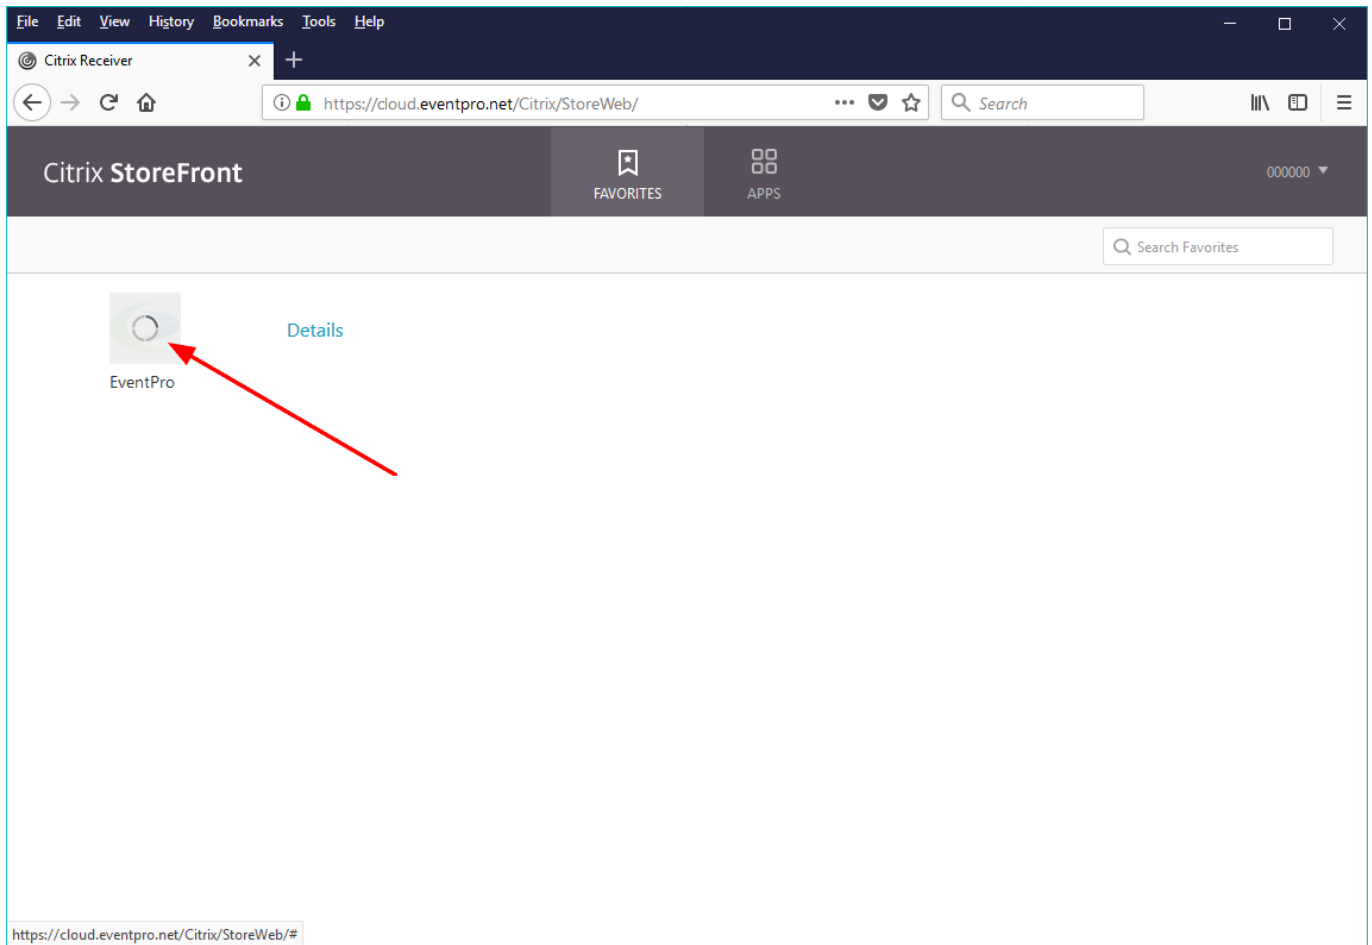 File Edit View History Bookmarks Tools Help
Citrix Receiver
https://cloud.eventpro.net/Citrix/StoreWeb/
Search
Citrix StoreFront
FAVORITES
APPS
000000
Search Favorites
Details
EventPro
https://cloud.eventpro.net/Citrix/StoreWeb/#